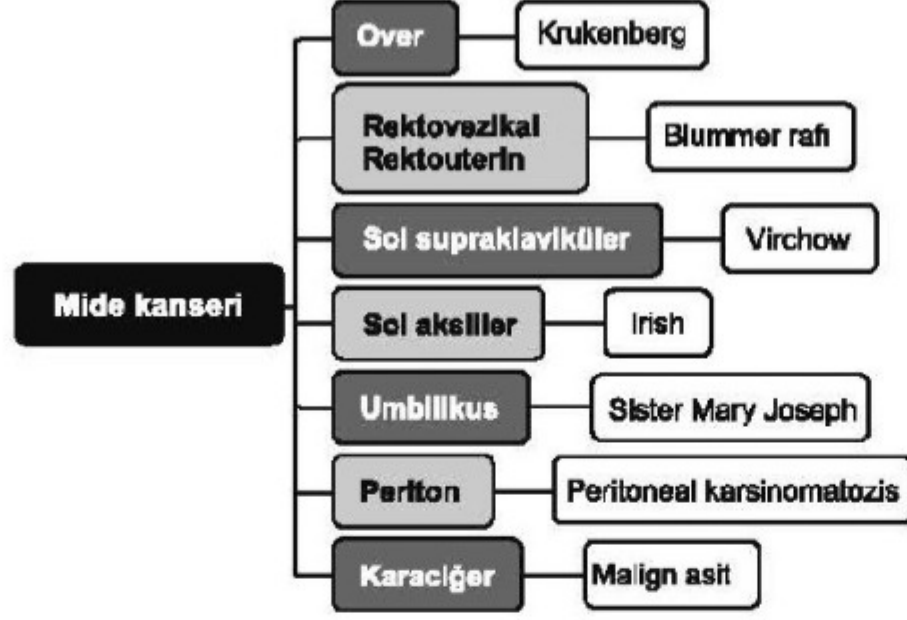 Over
Krukenberg
Rektovezikal
Rektouterin
Blummer rafı
Sol supraklaviküler
Virchow
Mide kanseri
Sol aksiller
Irish
Umbilikus
Sister Mary Joseph
Periton
Peritoneal karsinomatozis
Karaciğer
Malign asit